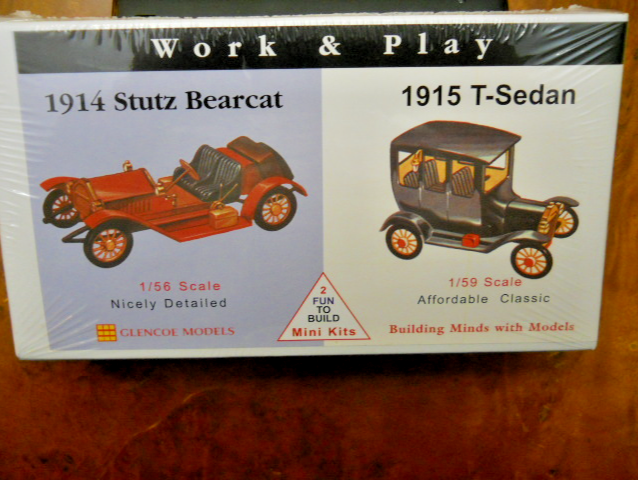 Work & Play
1914 Stutz Bearcat
1915 T-Sedan
1/56 Scale
Nicely Detailed
1/59 Scale
Affordable Classic
2
FUN
TO
BUILD
Mini Kits
GLENCOE MODELS
Building Minds with Models